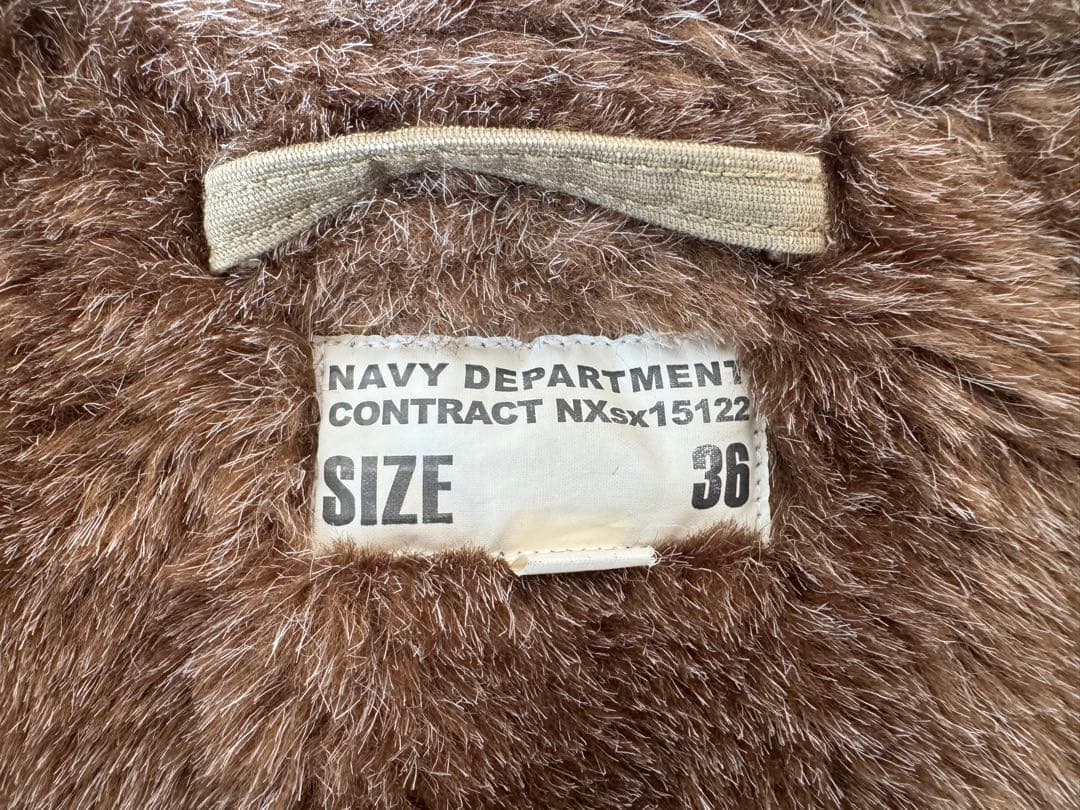 NAVY DEPARTMENT
CONTRACT NXsx15122
SIZE 36